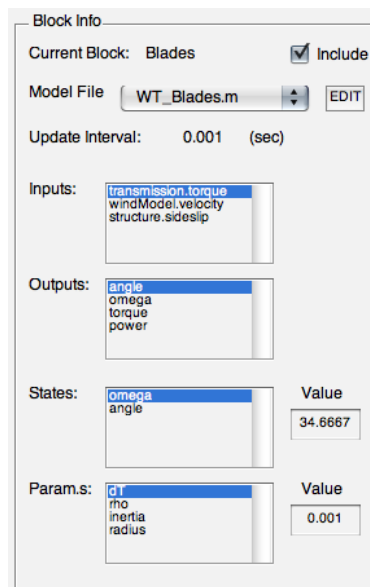 Block Info
Current Block: Blades Include
Model File WT_Blades.m EDIT
Update Interval: 0.001 (sec)
Inputs: transmission.torque
windModel.velocity
structure.sideslip
Outputs: angle
omega
torque
power
States: omega Value
angle
34.6667
Param.s: dT Value
rho
inertia 0.001
radius